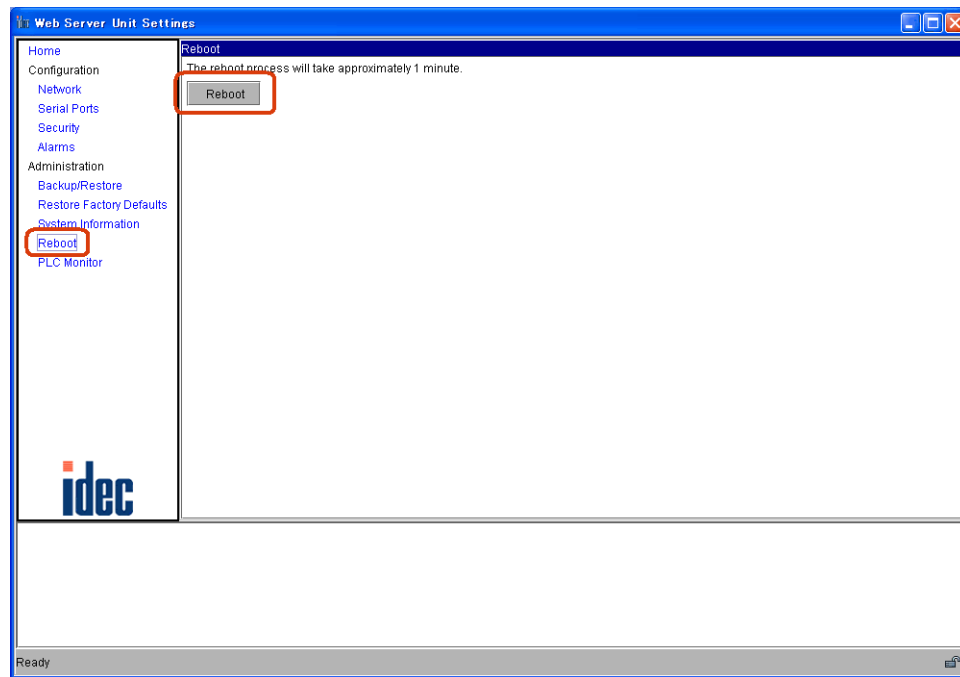 Web Server Unit Settings
Home
Configuration
Network
Serial Ports
Security
Alarms
Administration
Backup/Restore
Restore Factory Defaults
System Information
Reboot
PLC Monitor
idec
Reboot
The reboot process will take approximately 1 minute.
Reboot
Ready